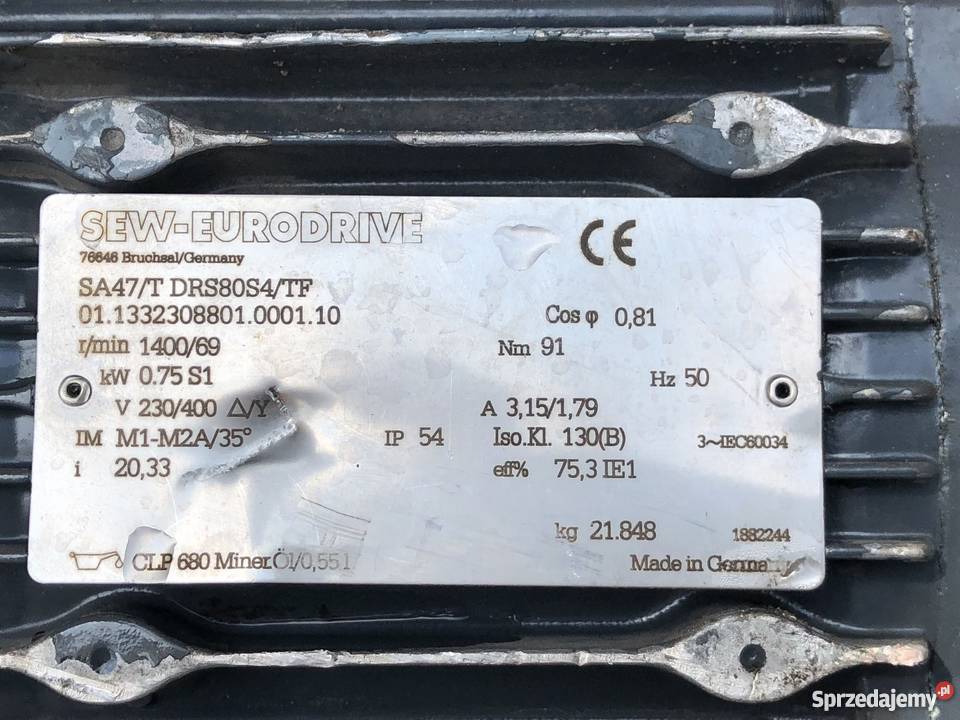 SEW-EURODRIVE
76646 Bruchsal/Germany
CE
SA47/T DRS80S4/TF
01.1332308801.0001.10
Cos φ 0,81
r/min 1400/69
Nm 91
kW 0.75 S1
Hz 50
V 230/400 Δ/Y
A 3,15/1,79
IM M1-M2A/35°
IP 54
Iso.Kl. 130(B)
3~IEC60034
i 20,33
eff% 75,3 IE1
kg 21.848
1882244
CLP 680 Miner.Öl/0,55 l
Made in Germany
Sprzedajemy.pl